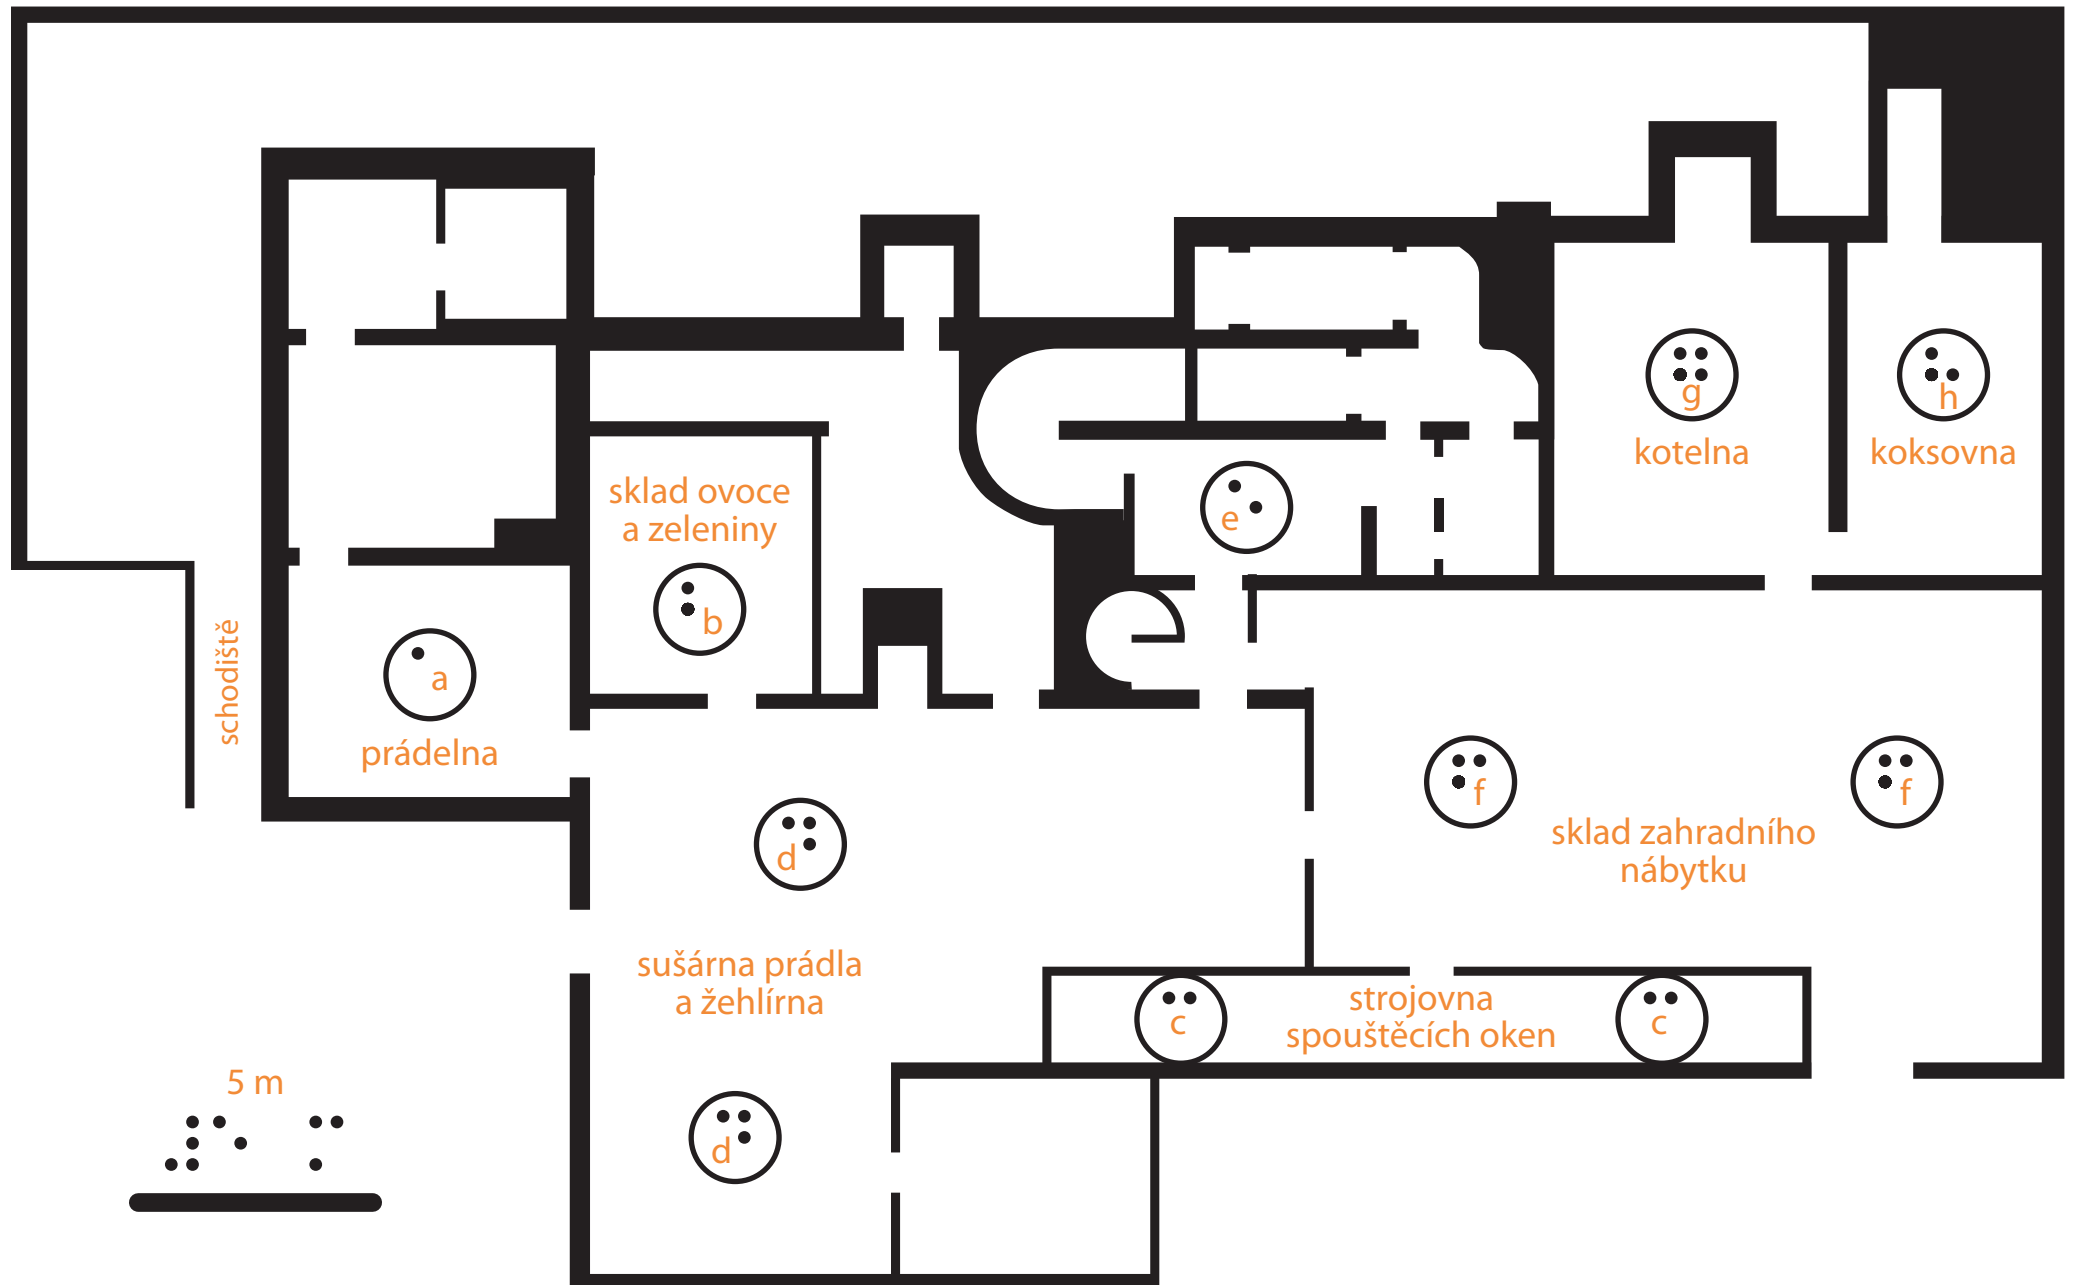 g
h
kotelna
koksovna
sklad ovoce
a zeleniny
e
b
schodiště
a
prádelna
f
f
sklad zahradního
nábytku
d
sušárna prádla
a žehlírna
c
strojovna
spouštěcích oken
c
5 m
⠼⠑ ⠍
d